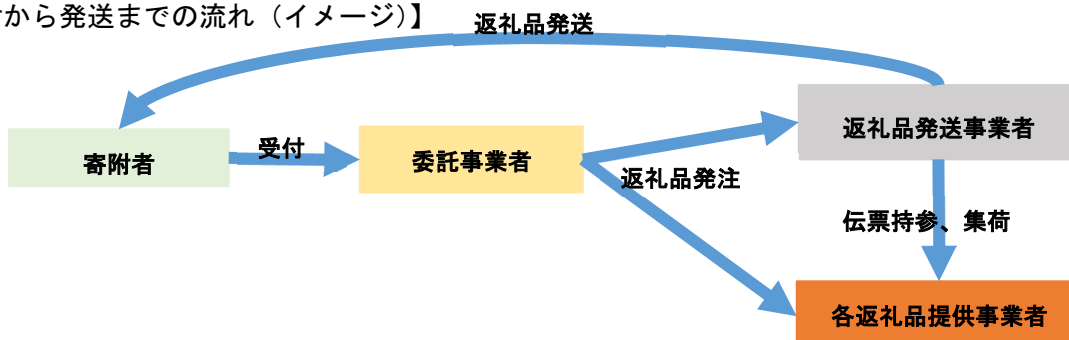 から発送までの流れ（イメージ）】
返礼品発送
返礼品発送事業者
受付
寄附者
委託事業者
返礼品発注
伝票持参、集荷
各返礼品提供事業者